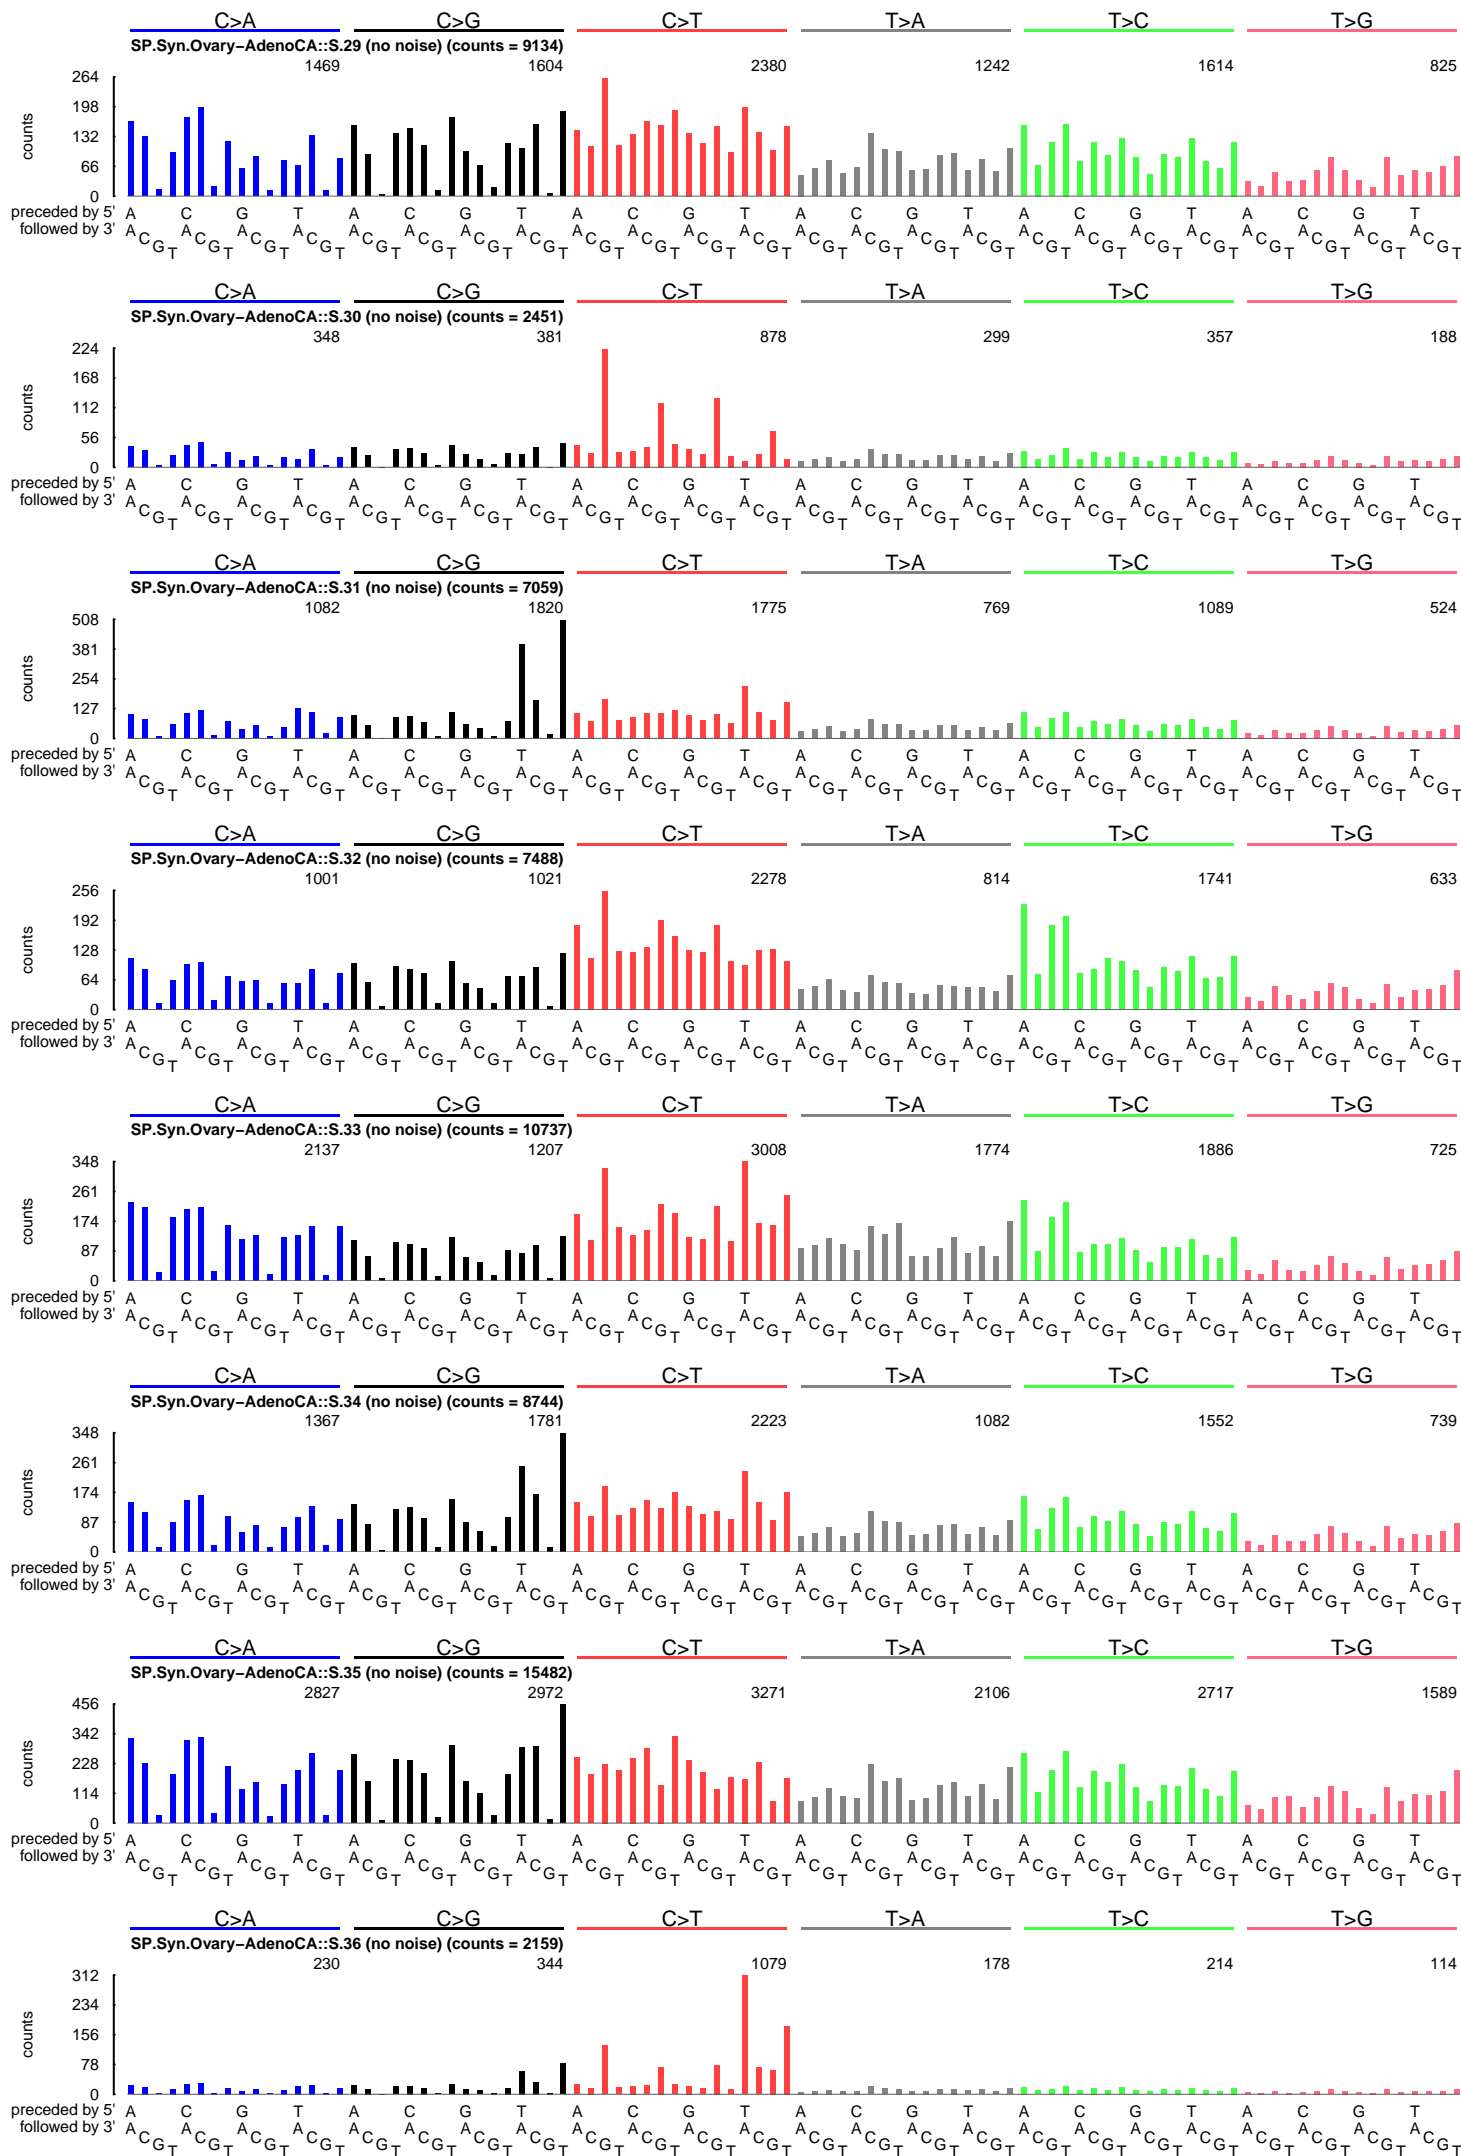 C>A C>G C>T T>A T>C T>G
SP.Syn.Ovary−AdenoCA::S.29 (no noise) (counts = 9134)
1469 1604 2380 1242 1614 825
264
198
132
66
0
counts
preceded by 5' A C G T A C G T A C G T A C G T A C G T A C G T
followed by 3' A C G T A C G T A C G T A C G T A C G T A C G T A C G T A C G T A C G T A C G T A C G T A C G T A C G T A C G T A C G T A C G T A C G T A C G T A C G T A C G T A C G T A C G T A C G T A C G T
C>A C>G C>T T>A T>C T>G
SP.Syn.Ovary−AdenoCA::S.30 (no noise) (counts = 2451)
348 381 878 299 357 188
224
168
112
56
0
counts
preceded by 5' A C G T A C G T A C G T A C G T A C G T A C G T
followed by 3' A C G T A C G T A C G T A C G T A C G T A C G T A C G T A C G T A C G T A C G T A C G T A C G T A C G T A C G T A C G T A C G T A C G T A C G T A C G T A C G T A C G T A C G T A C G T A C G T
C>A C>G C>T T>A T>C T>G
SP.Syn.Ovary−AdenoCA::S.31 (no noise) (counts = 7059)
1082 1820 1775 769 1089 524
508
381
254
127
0
counts
preceded by 5' A C G T A C G T A C G T A C G T A C G T A C G T
followed by 3' A C G T A C G T A C G T A C G T A C G T A C G T A C G T A C G T A C G T A C G T A C G T A C G T A C G T A C G T A C G T A C G T A C G T A C G T A C G T A C G T A C G T A C G T A C G T A C G T
C>A C>G C>T T>A T>C T>G
SP.Syn.Ovary−AdenoCA::S.32 (no noise) (counts = 7488)
1001 1021 2278 814 1741 633
256
192
128
64
0
counts
preceded by 5' A C G T A C G T A C G T A C G T A C G T A C G T
followed by 3' A C G T A C G T A C G T A C G T A C G T A C G T A C G T A C G T A C G T A C G T A C G T A C G T A C G T A C G T A C G T A C G T A C G T A C G T A C G T A C G T A C G T A C G T A C G T A C G T
C>A C>G C>T T>A T>C T>G
SP.Syn.Ovary−AdenoCA::S.33 (no noise) (counts = 10737)
2137 1207 3008 1774 1886 725
348
261
174
87
0
counts
preceded by 5' A C G T A C G T A C G T A C G T A C G T A C G T
followed by 3' A C G T A C G T A C G T A C G T A C G T A C G T A C G T A C G T A C G T A C G T A C G T A C G T A C G T A C G T A C G T A C G T A C G T A C G T A C G T A C G T A C G T A C G T A C G T A C G T
C>A C>G C>T T>A T>C T>G
SP.Syn.Ovary−AdenoCA::S.34 (no noise) (counts = 8744)
1367 1781 2223 1082 1552 739
348
261
174
87
0
counts
preceded by 5' A C G T A C G T A C G T A C G T A C G T A C G T
followed by 3' A C G T A C G T A C G T A C G T A C G T A C G T A C G T A C G T A C G T A C G T A C G T A C G T A C G T A C G T A C G T A C G T A C G T A C G T A C G T A C G T A C G T A C G T A C G T A C G T
C>A C>G C>T T>A T>C T>G
SP.Syn.Ovary−AdenoCA::S.35 (no noise) (counts = 15482)
2827 2972 3271 2106 2717 1589
456
342
228
114
0
counts
preceded by 5' A C G T A C G T A C G T A C G T A C G T A C G T
followed by 3' A C G T A C G T A C G T A C G T A C G T A C G T A C G T A C G T A C G T A C G T A C G T A C G T A C G T A C G T A C G T A C G T A C G T A C G T A C G T A C G T A C G T A C G T A C G T A C G T
C>A C>G C>T T>A T>C T>G
SP.Syn.Ovary−AdenoCA::S.36 (no noise) (counts = 2159)
230 344 1079 178 214 114
312
234
156
78
0
counts
preceded by 5' A C G T A C G T A C G T A C G T A C G T A C G T
followed by 3' A C G T A C G T A C G T A C G T A C G T A C G T A C G T A C G T A C G T A C G T A C G T A C G T A C G T A C G T A C G T A C G T A C G T A C G T A C G T A C G T A C G T A C G T A C G T A C G T